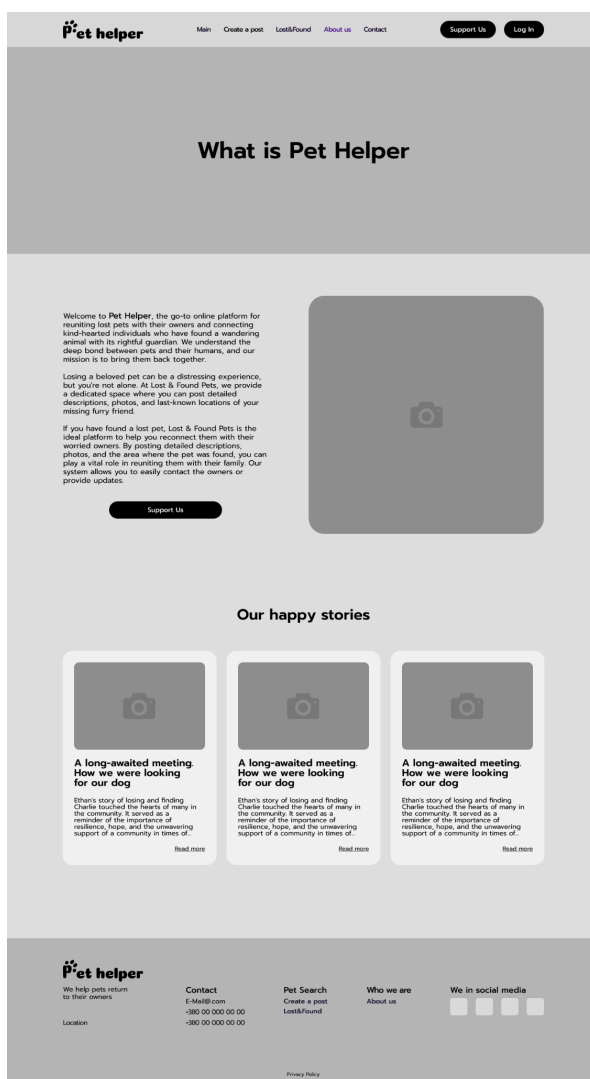 Pet helper
Main Create a post Lost&Found About us Contact
Support Us Log In
What is Pet Helper
Welcome to Pet Helper, the go-to online platform for
reuniting lost pets with their owners and connecting
kind-hearted individuals who have found a wandering
animal with its rightful guardian. We understand the
deep bond between pets and their humans, and our
mission is to bring them back together.
Losing a beloved pet can be a distressing experience,
but you're not alone. At Lost & Found Pets, we provide
a dedicated space where you can post detailed
descriptions, photos, and last-known locations of your
missing furry friend.
If you have found a lost pet, Lost & Found Pets is the
ideal platform to help you reconnect them with their
worried owners. By posting detailed descriptions,
photos, and the area where the pet was found, you can
play a vital role in reuniting them with their family. Our
system allows you to easily contact the owners or
provide updates.
Support Us
Our happy stories
A long-awaited meeting.
How we were looking
for our dog
Ethan's story of losing and finding
Charlie touched the hearts of many in
the community. It served as a
reminder of the importance of
resilience, hope, and the unwavering
support of a community in times of...
Read more
A long-awaited meeting.
How we were looking
for our dog
Ethan's story of losing and finding
Charlie touched the hearts of many in
the community. It served as a
reminder of the importance of
resilience, hope, and the unwavering
support of a community in times of...
Read more
A long-awaited meeting.
How we were looking
for our dog
Ethan's story of losing and finding
Charlie touched the hearts of many in
the community. It served as a
reminder of the importance of
resilience, hope, and the unwavering
support of a community in times of...
Read more
Pet helper
We help pets return
to their owners
Location
Contact
E-Mail@:com
+380 00 000 00 00
+380 00 000 00 00
Pet Search
Create a post
Lost&Found
Who we are
About us
We in social media
Privacy Policy